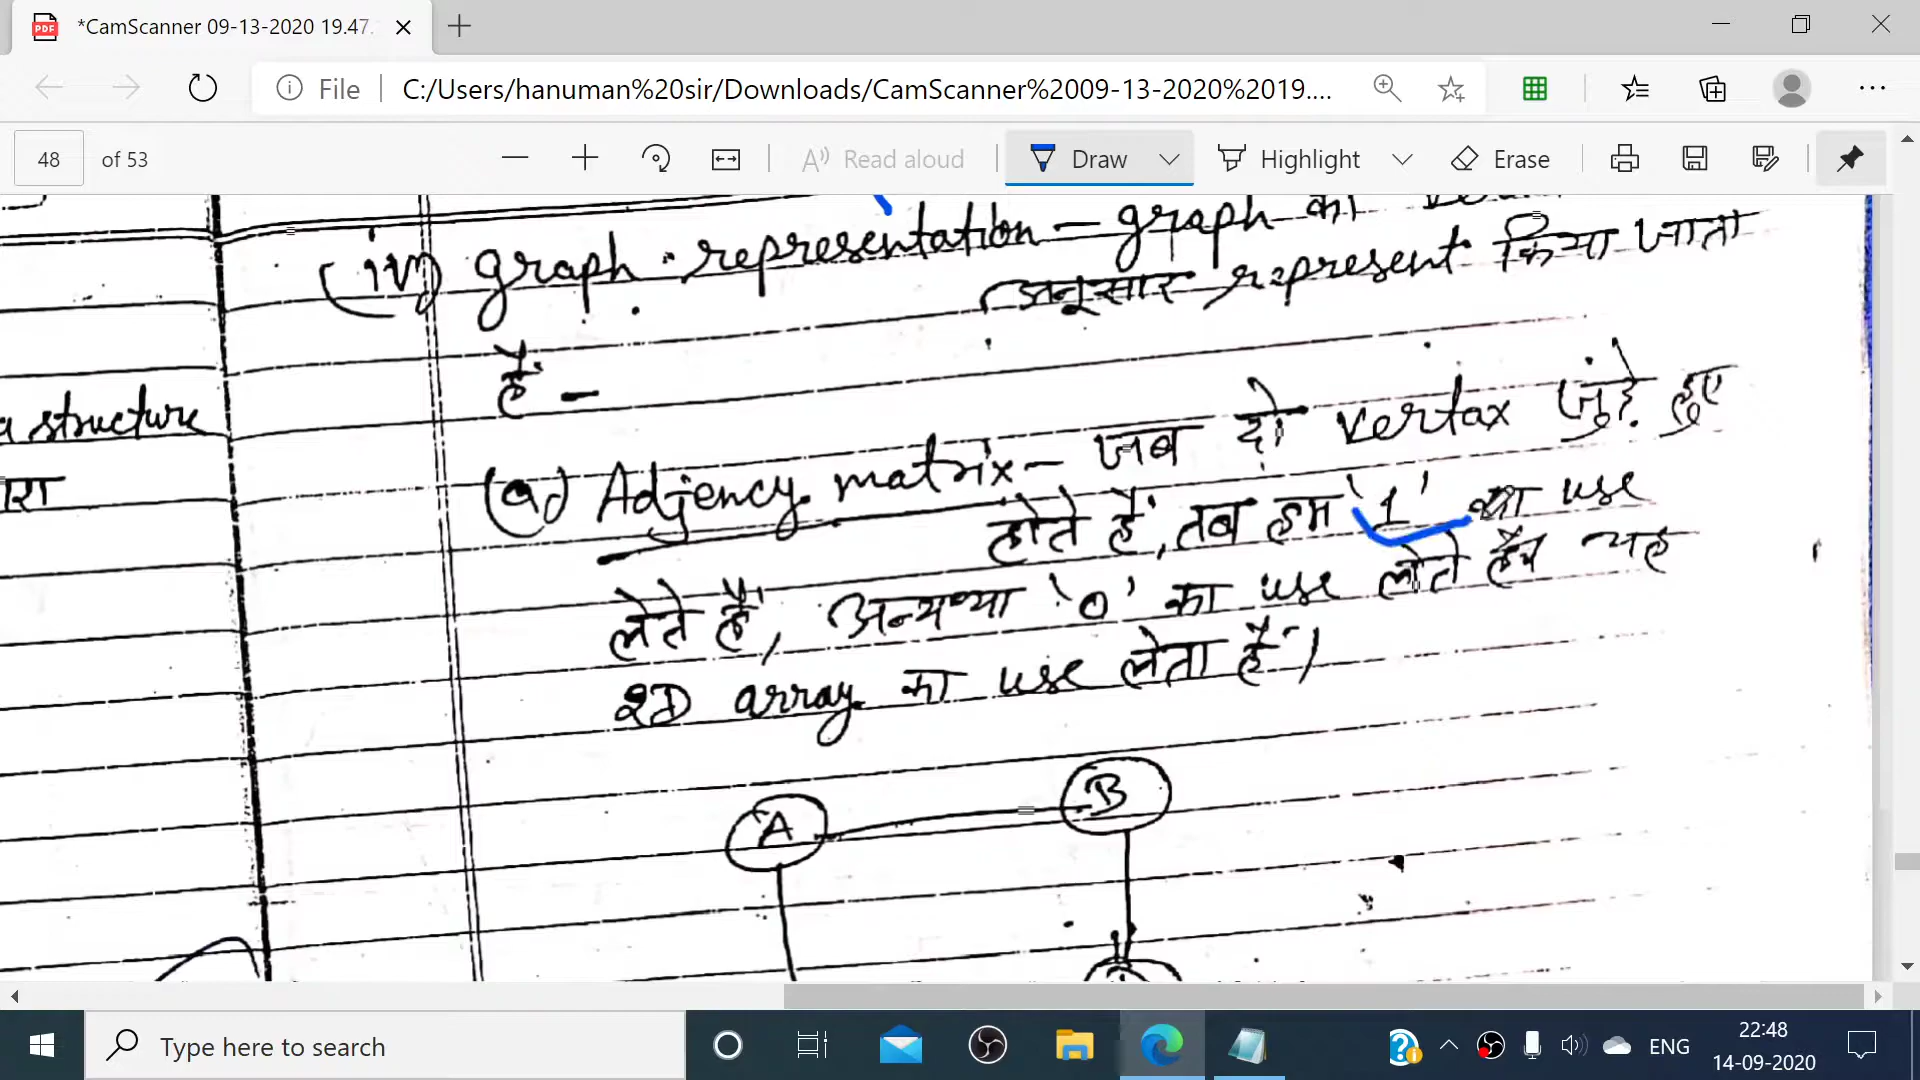 *CamScanner 09-13-2020 19.47.
File
C:/Users/hanuman%20sir/Downloads/CamScanner%2009-13-2020%2019....
48 of 53
Read aloud
Draw
Highlight
Erase
(iv) graph representation – graph को
अनुसार represent किया जाता
है –
a structure
(a) Adjency matrix – जब दो vertax जुड़े हुए
होते हैं, तब हम '1' का use
लेते हैं, अन्यथा '0' का use लेते हैं यह
2D array का use लेता है।
A
B
Type here to search
ENG
22:48
14-09-2020